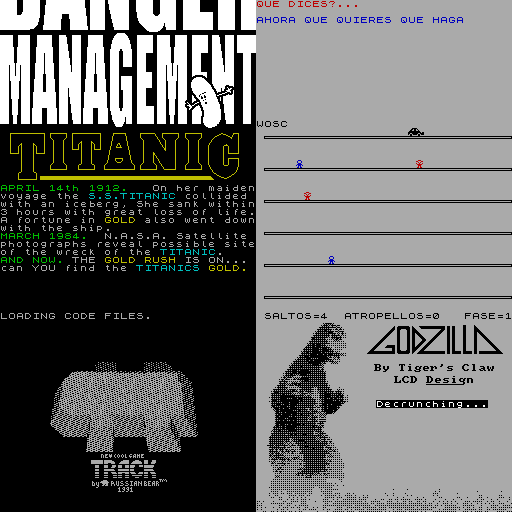 DANGER
MANAGEMENT
TITANIC
APRIL 14th 1912. On her maiden
voyage the S.S.TITANIC collided
with an iceberg, She sank within
3 hours with great loss of life.
A fortune in GOLD also went down
with the ship.
MARCH 1984. N.A.S.A. Satellite
photographs reveal possible site
of the wreck of the TITANIC.
AND NOW. THE GOLD RUSH IS ON...
can YOU find the TITANICS GOLD.
QUE DICES?...
AHORA QUE QUIERES QUE HAGA
WOSC
SALTOS=4 ATROPELLOS=0 FASE=1
LOADING CODE FILES.
NEW COOL GAME
TRACK
by RUSSIAN BEAR™
1991
GODZILLA
By Tiger's Claw
LCD Design
Decrunching...